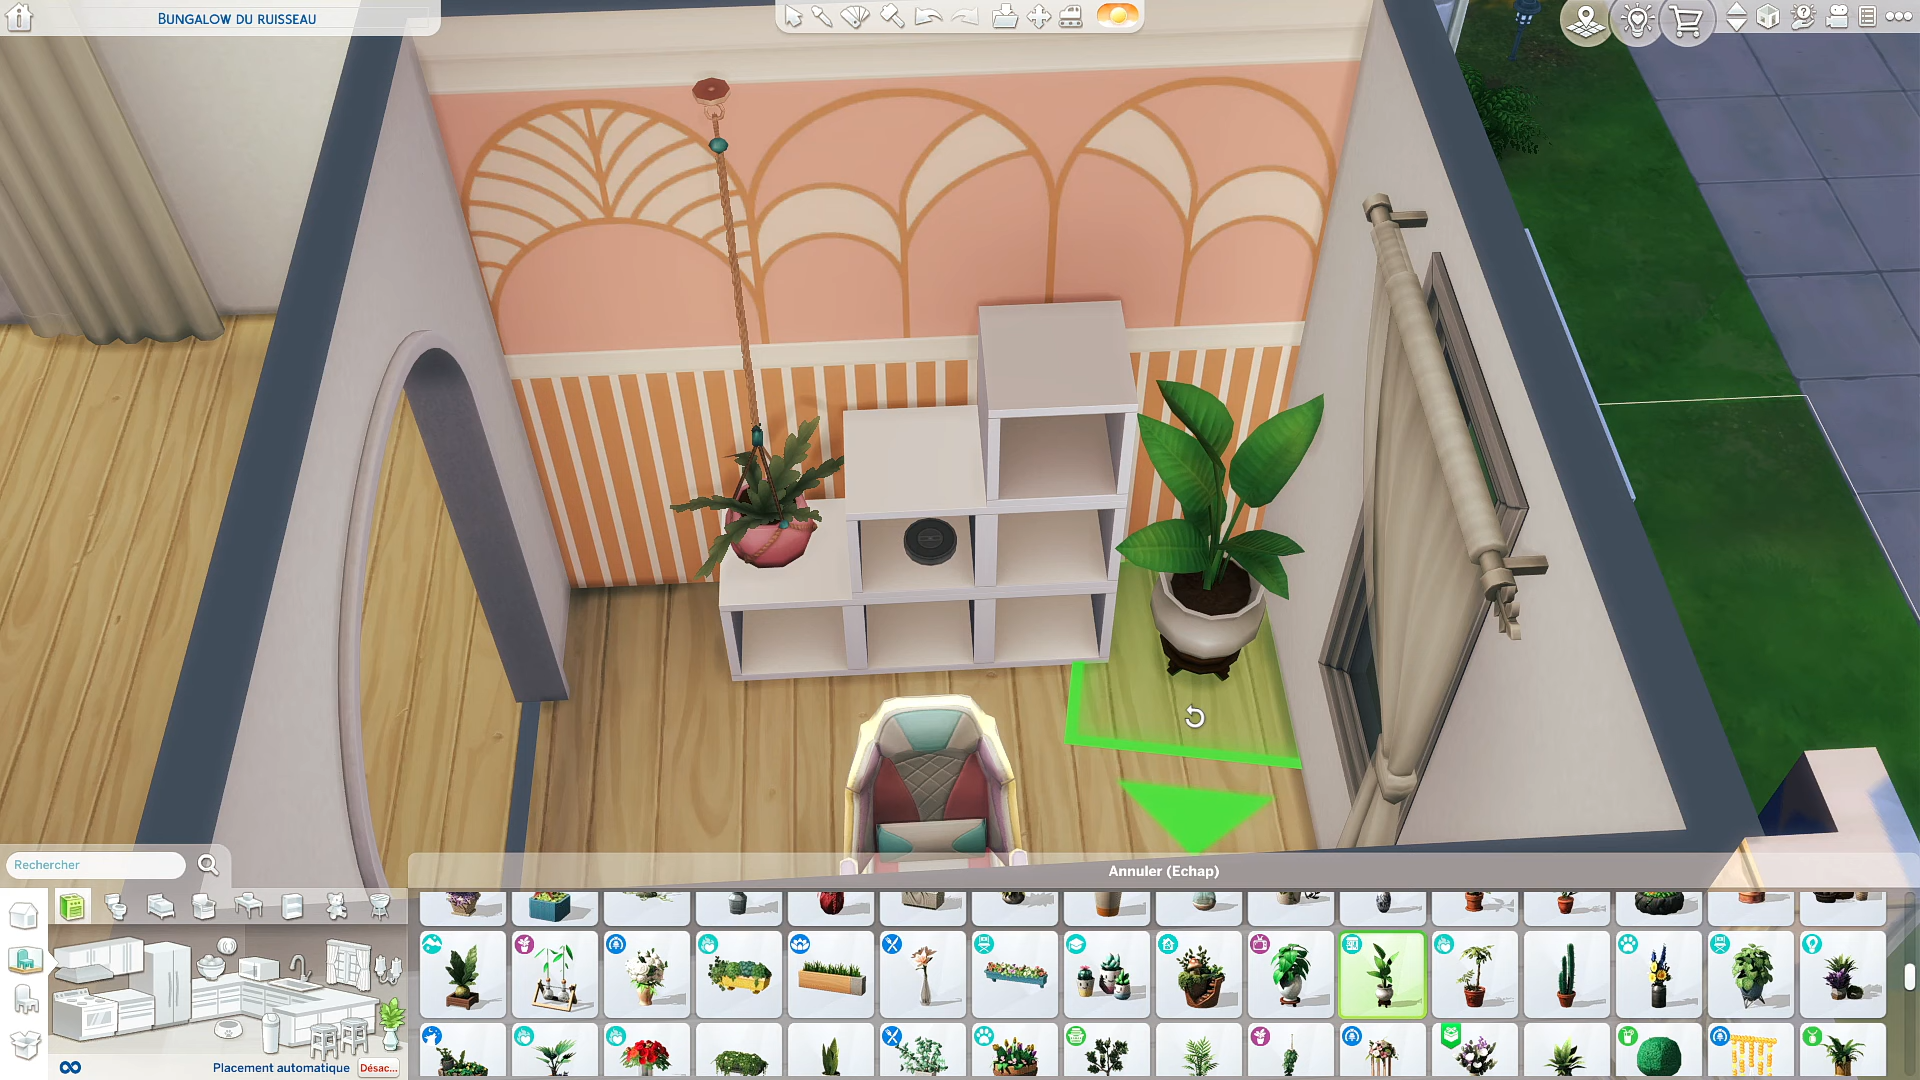 Bungalow du ruisseau
Rechercher
Annuler (Echap)
Placement automatique
Désac...